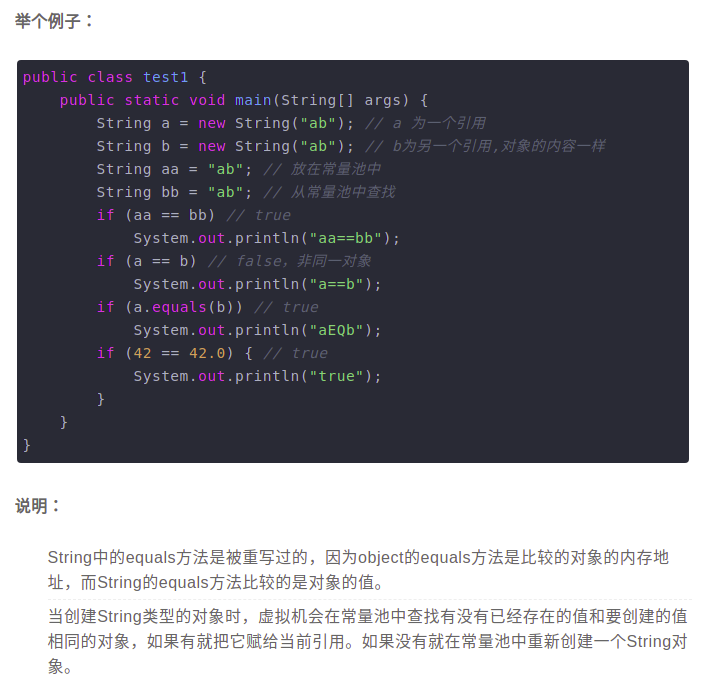 举个例子：
public class test1 {
    public static void main(String[] args) {
        String a = new String("ab"); // a 为一个引用
        String b = new String("ab"); // b为另一个引用,对象的内容一样
        String aa = "ab"; // 放在常量池中
        String bb = "ab"; // 从常量池中查找
        if (aa == bb) // true
            System.out.println("aa==bb");
        if (a == b) // false，非同一对象
            System.out.println("a==b");
        if (a.equals(b)) // true
            System.out.println("aEQb");
        if (42 == 42.0) { // true
            System.out.println("true");
        }
    }
}
说明：
String中的equals方法是被重写过的，因为object的equals方法是比较的对象的内存地
址，而String的equals方法比较的是对象的值。
当创建String类型的对象时，虚拟机会在常量池中查找有没有已经存在的值和要创建的值
相同的对象，如果有就把它赋给当前引用。如果没有就在常量池中重新创建一个String对
象。